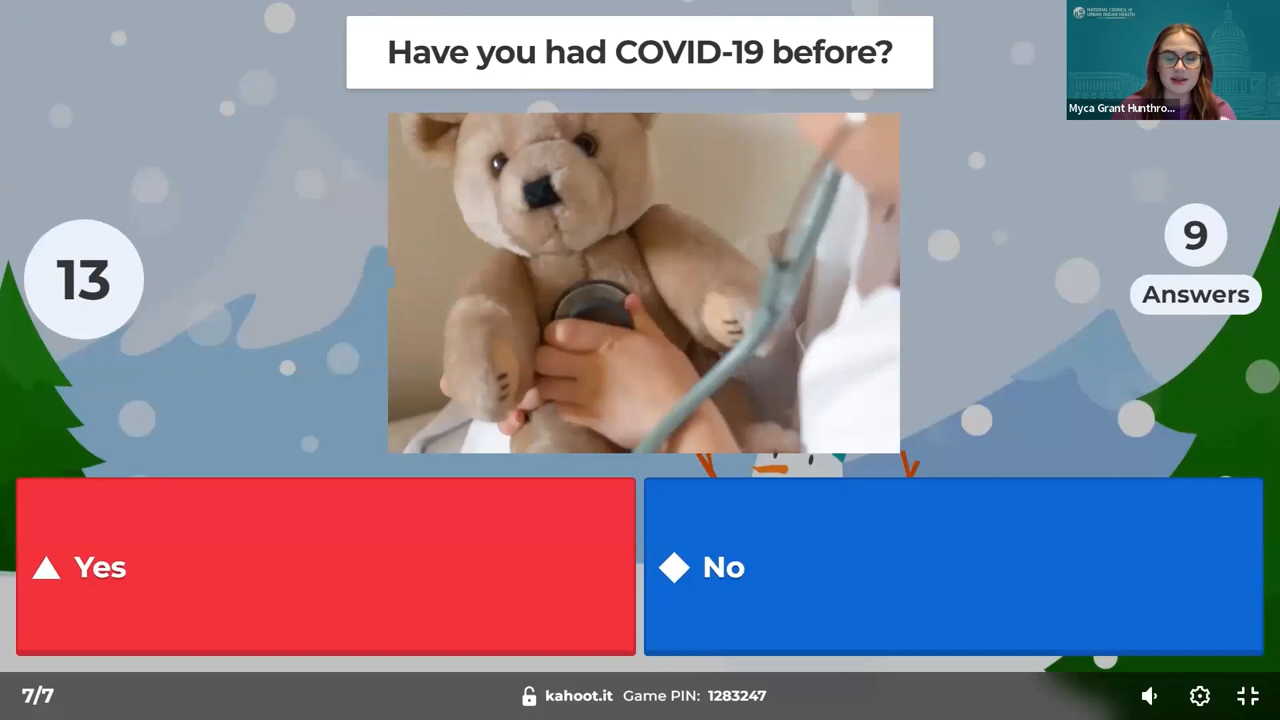 Have you had COVID-19 before?
NATIONAL COUNCIL of
URBAN INDIAN HEALTH
Myca Grant Hunthro...
13
9
Answers
Yes
No
7/7
kahoot.it Game PIN: 1283247